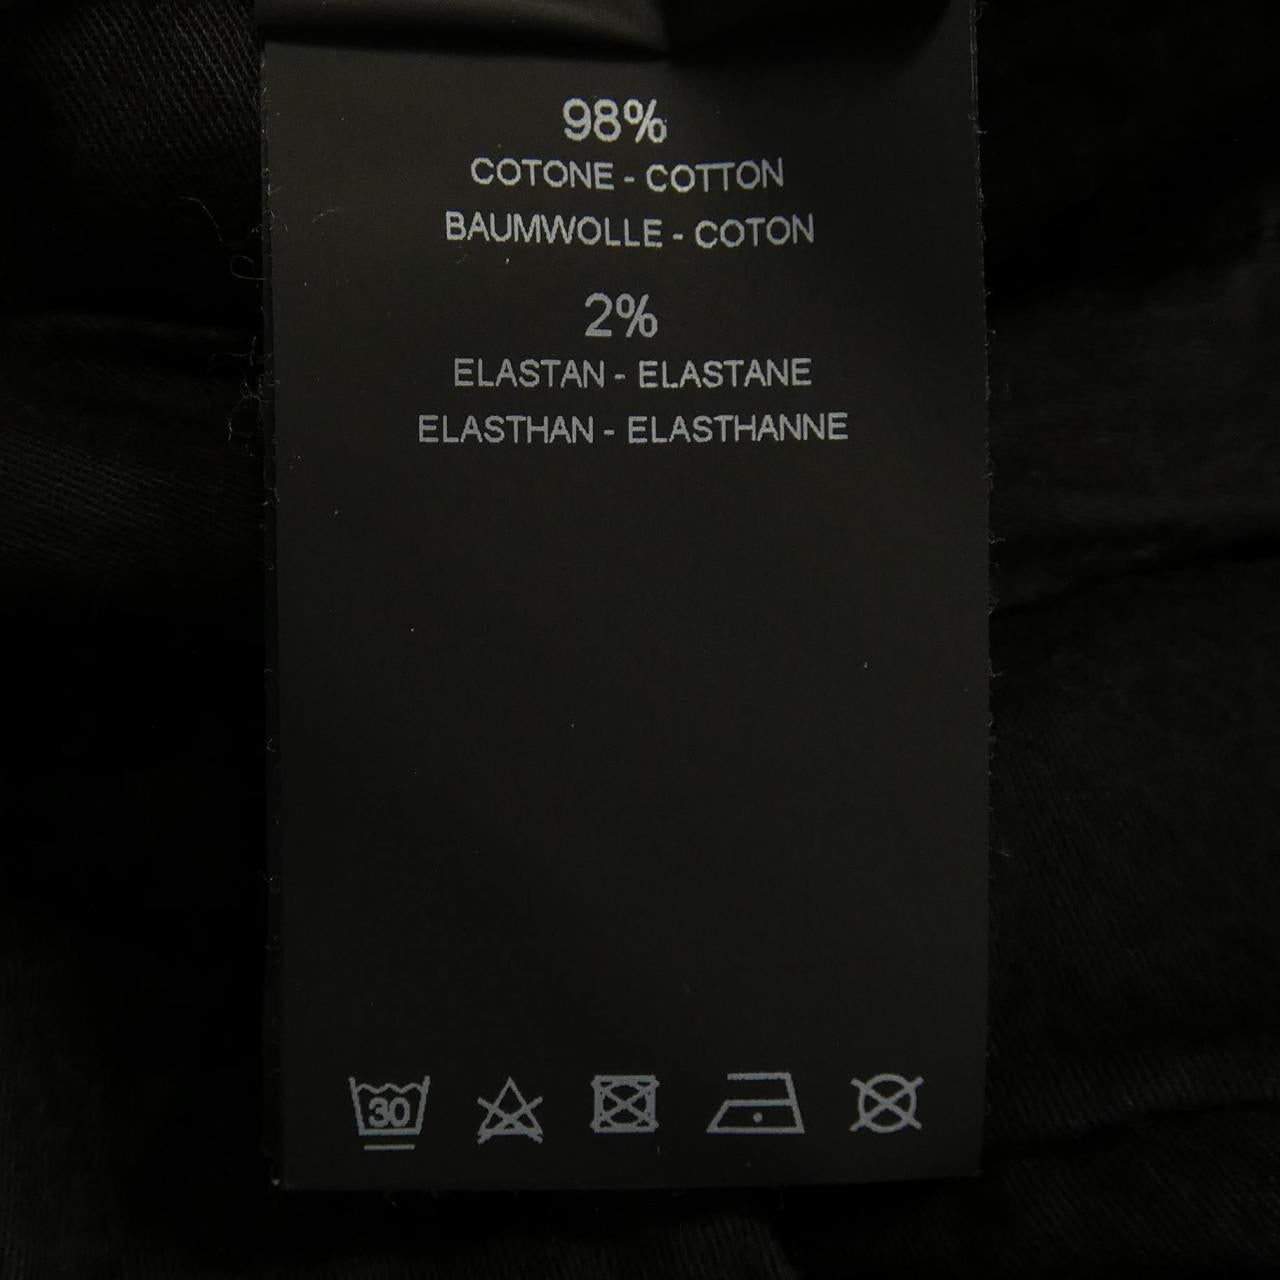 98%
COTONE - COTTON
BAUMWOLLE - COTON
2%
ELASTAN - ELASTANE
ELASTHAN - ELASTHANNE
30